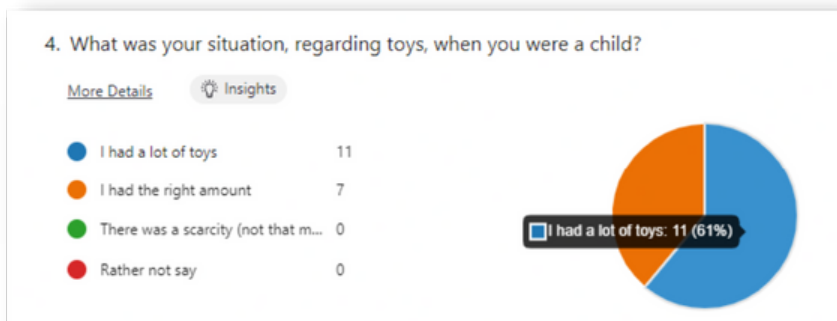 4. What was your situation, regarding toys, when you were a child?
More Details Insights
I had a lot of toys 11
I had the right amount 7
There was a scarcity (not that m... 0
Rather not say 0
I had a lot of toys: 11 (61%)